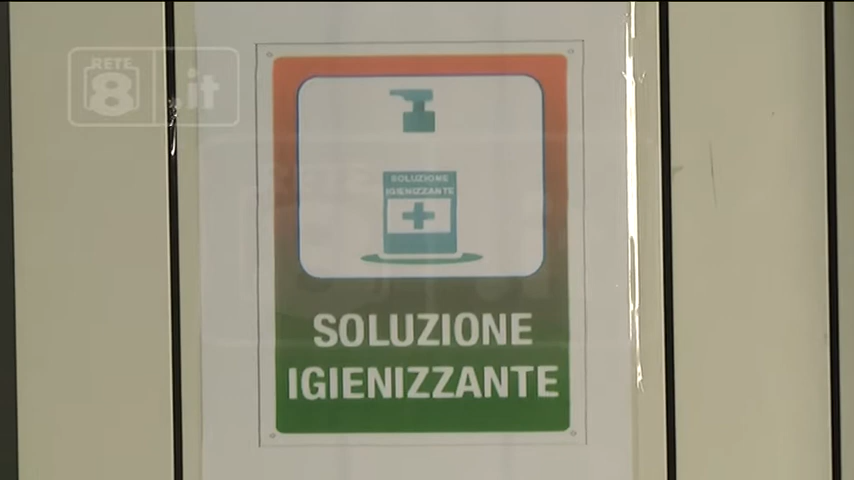 RETE
8 .it
SOLUZIONE
IGIENIZZANTE
SOLUZIONE
IGIENIZZANTE